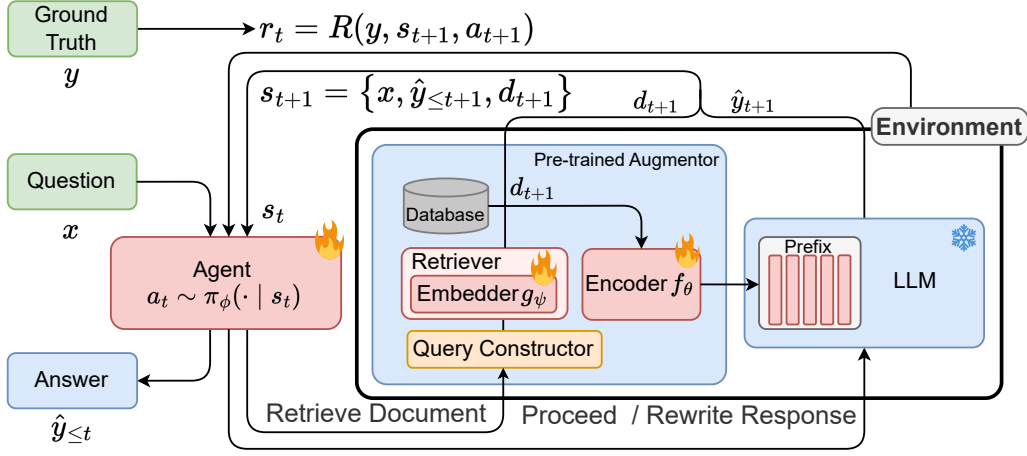 Ground
Truth
y
r_t = R(y, s_{t+1}, a_{t+1})
s_{t+1} = {x, ŷ_{≤t+1}, d_{t+1}}
d_{t+1}
ŷ_{t+1}
Environment
Question
x
s_t
Agent
a_t ∼ π_ϕ(· | s_t)
Answer
ŷ_{≤t}
Pre-trained Augmentor
Database
d_{t+1}
Retriever
Embedder g_ψ
Encoder f_θ
Query Constructor
Prefix
LLM
Retrieve Document
Proceed / Rewrite Response